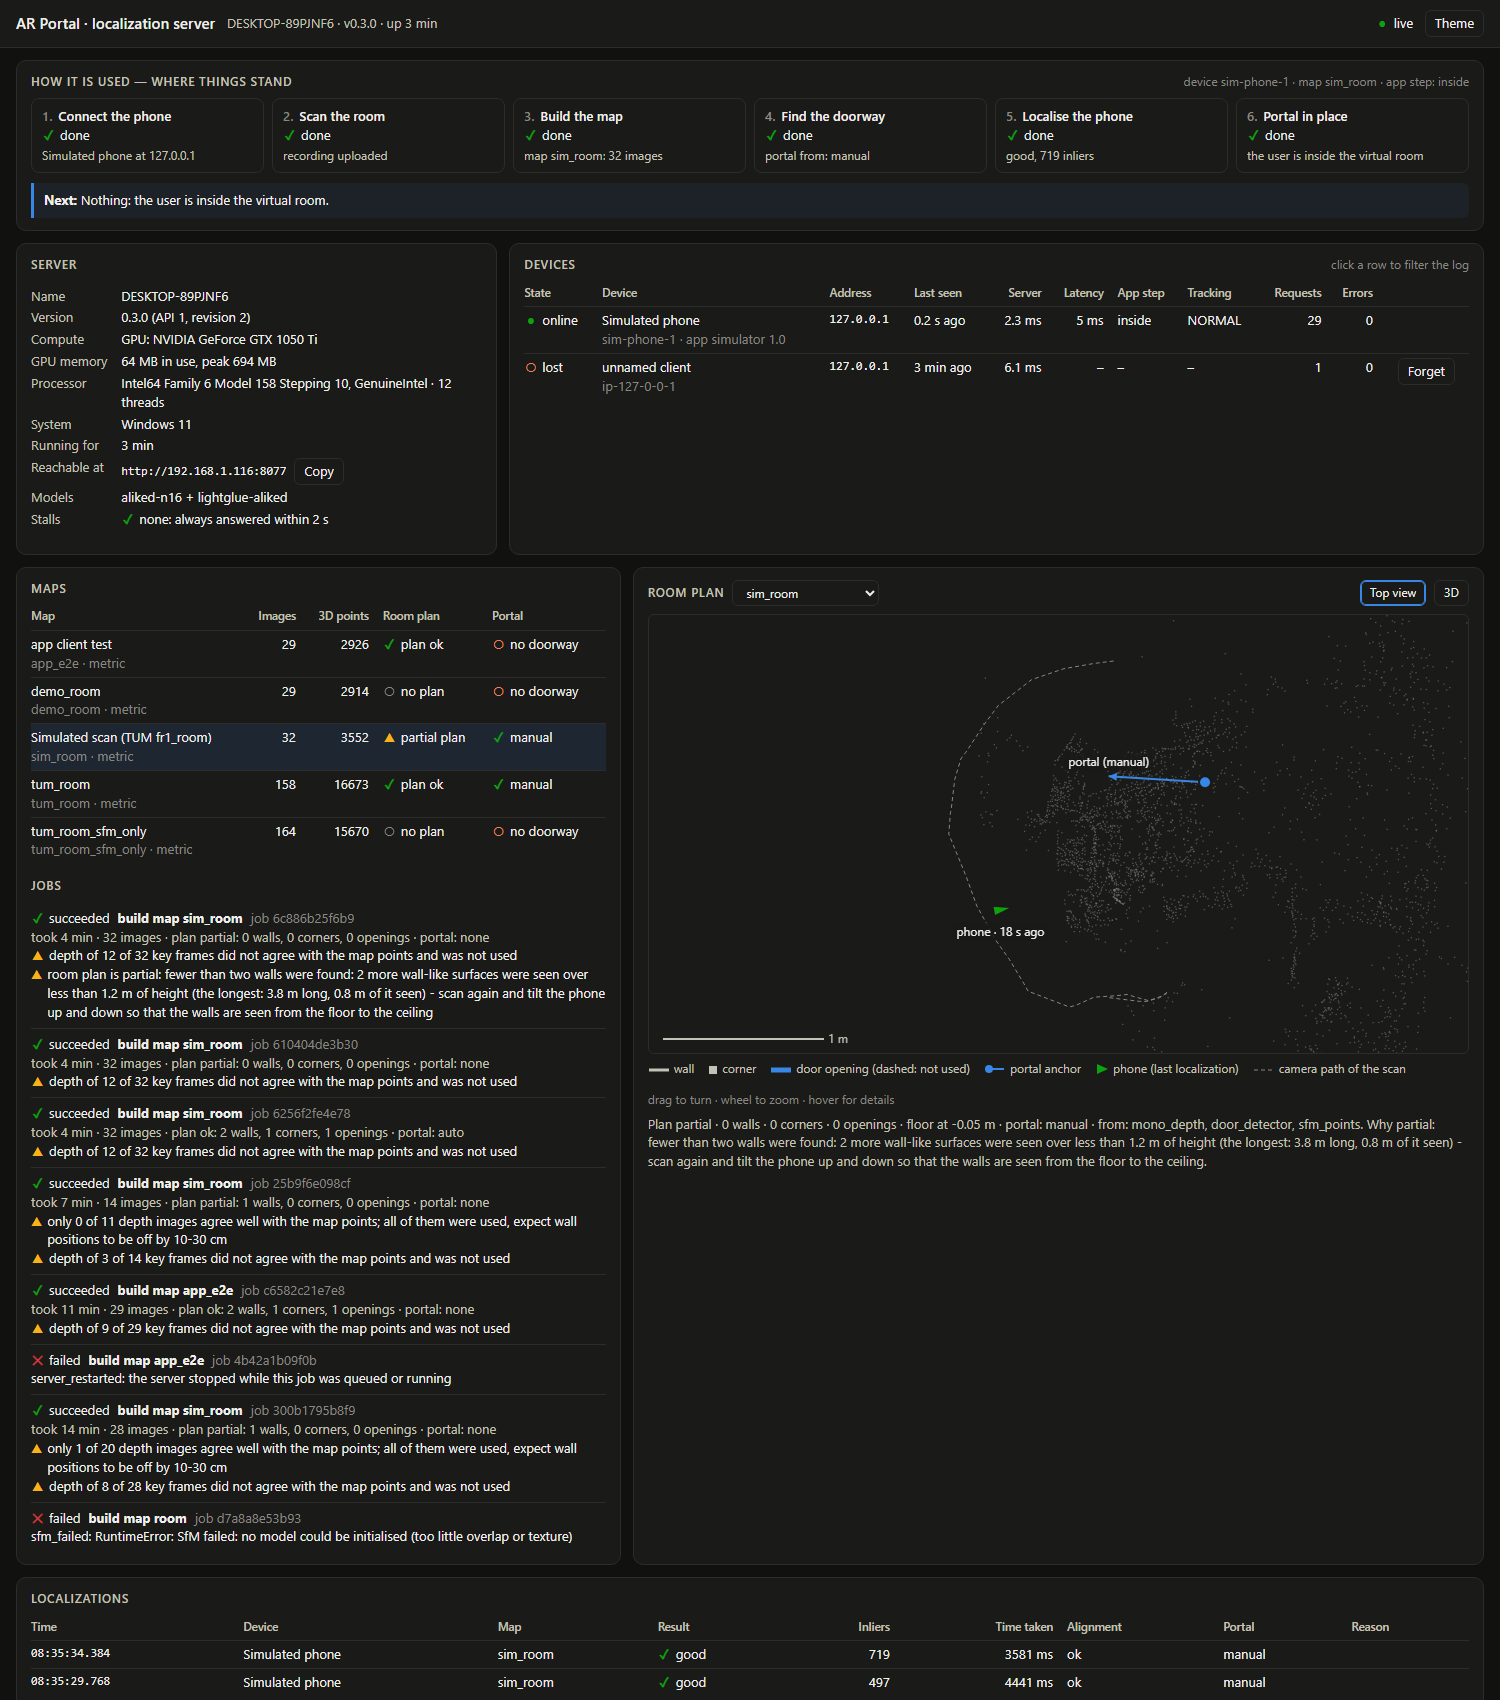 AR Portal · localization server DESKTOP-89PJNF6 · v0.3.0 · up 3 min
live Theme
HOW IT IS USED — WHERE THINGS STAND
device sim-phone-1 · map sim_room · app step: inside
1. Connect the phone
done
Simulated phone at 127.0.0.1
2. Scan the room
done
recording uploaded
3. Build the map
done
map sim_room: 32 images
4. Find the doorway
done
portal from: manual
5. Localise the phone
done
good, 719 inliers
6. Portal in place
done
the user is inside the virtual room
Next: Nothing: the user is inside the virtual room.
SERVER
Name DESKTOP-89PJNF6
Version 0.3.0 (API 1, revision 2)
Compute GPU: NVIDIA GeForce GTX 1050 Ti
GPU memory 64 MB in use, peak 694 MB
Processor Intel64 Family 6 Model 158 Stepping 10, GenuineIntel · 12
threads
System Windows 11
Running for 3 min
Reachable at http://192.168.1.116:8077 Copy
Models aliked-n16 + lightglue-aliked
Stalls none: always answered within 2 s
DEVICES
click a row to filter the log
State Device Address Last seen Server Latency App step Tracking Requests Errors
online Simulated phone 127.0.0.1 0.2 s ago 2.3 ms 5 ms inside NORMAL 29 0
sim-phone-1 · app simulator 1.0
lost unnamed client 127.0.0.1 3 min ago 6.1 ms – – – 1 0 Forget
ip-127-0-0-1
MAPS
Map Images 3D points Room plan Portal
app client test 29 2926 plan ok no doorway
app_e2e · metric
demo_room 29 2914 no plan no doorway
demo_room · metric
Simulated scan (TUM fr1_room) 32 3552 partial plan manual
sim_room · metric
tum_room 158 16673 plan ok manual
tum_room · metric
tum_room_sfm_only 164 15670 no plan no doorway
tum_room_sfm_only · metric
JOBS
succeeded build map sim_room job 6c886b25f6b9
took 4 min · 32 images · plan partial: 0 walls, 0 corners, 0 openings · portal: none
depth of 12 of 32 key frames did not agree with the map points and was not used
room plan is partial: fewer than two walls were found: 2 more wall-like surfaces were seen over
less than 1.2 m of height (the longest: 3.8 m long, 0.8 m of it seen) - scan again and tilt the phone
up and down so that the walls are seen from the floor to the ceiling
succeeded build map sim_room job 610404de3b30
took 4 min · 32 images · plan partial: 0 walls, 0 corners, 0 openings · portal: none
depth of 12 of 32 key frames did not agree with the map points and was not used
succeeded build map sim_room job 6256f2fe4e78
took 4 min · 32 images · plan ok: 2 walls, 1 corners, 1 openings · portal: auto
depth of 12 of 32 key frames did not agree with the map points and was not used
succeeded build map sim_room job 25b9f6e098cf
took 7 min · 14 images · plan partial: 1 walls, 0 corners, 0 openings · portal: none
only 0 of 11 depth images agree well with the map points; all of them were used, expect wall
positions to be off by 10-30 cm
depth of 3 of 14 key frames did not agree with the map points and was not used
succeeded build map app_e2e job c6582c21e7e8
took 11 min · 29 images · plan ok: 2 walls, 1 corners, 1 openings · portal: none
depth of 9 of 29 key frames did not agree with the map points and was not used
failed build map app_e2e job 4b42a1b09f0b
server_restarted: the server stopped while this job was queued or running
succeeded build map sim_room job 300b1795b8f9
took 14 min · 28 images · plan partial: 1 walls, 0 corners, 0 openings · portal: none
only 1 of 20 depth images agree well with the map points; all of them were used, expect wall
positions to be off by 10-30 cm
depth of 8 of 28 key frames did not agree with the map points and was not used
failed build map room job d7a8a8e53b93
sfm_failed: RuntimeError: SfM failed: no model could be initialised (too little overlap or texture)
ROOM PLAN sim_room Top view 3D
portal (manual)
phone · 18 s ago
1 m
wall corner door opening (dashed: not used) portal anchor phone (last localization) camera path of the scan
drag to turn · wheel to zoom · hover for details
Plan partial · 0 walls · 0 corners · 0 openings · floor at -0.05 m · portal: manual · from: mono_depth, door_detector, sfm_points. Why partial:
fewer than two walls were found: 2 more wall-like surfaces were seen over less than 1.2 m of height (the longest: 3.8 m long, 0.8 m of it seen) -
scan again and tilt the phone up and down so that the walls are seen from the floor to the ceiling.
LOCALIZATIONS
Time Device Map Result Inliers Time taken Alignment Portal Reason
08:35:34.384 Simulated phone sim_room good 719 3581 ms ok manual
08:35:29.768 Simulated phone sim_room good 497 4441 ms ok manual